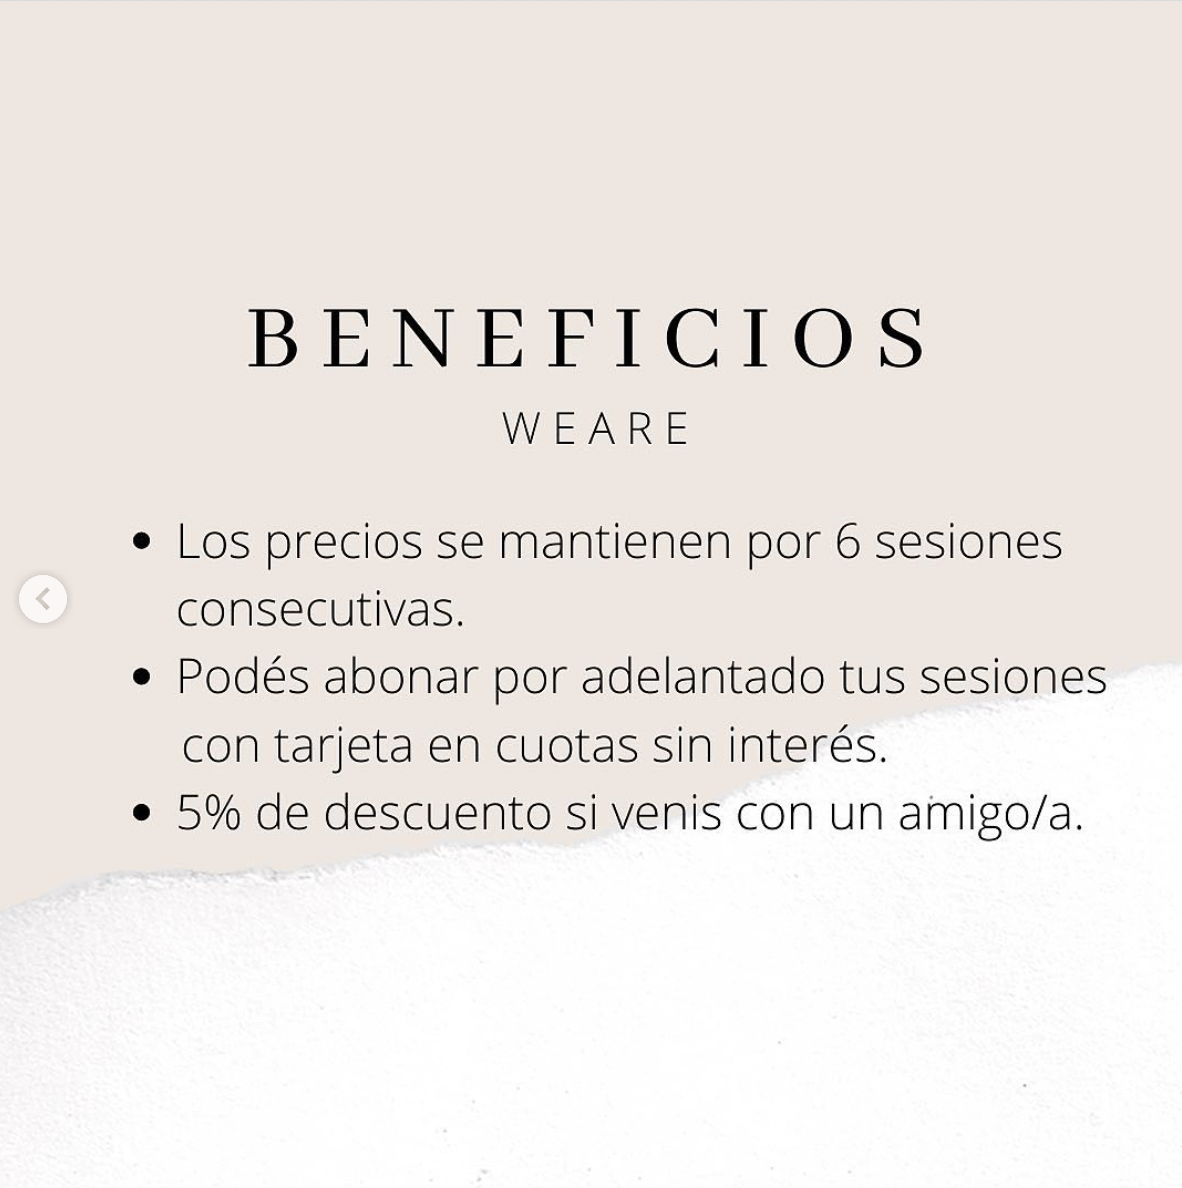 BENEFICIOS
WEARE
• Los precios se mantienen por 6 sesiones
consecutivas.
• Podés abonar por adelantado tus sesiones
con tarjeta en cuotas sin interés.
• 5% de descuento si venis con un amigo/a.